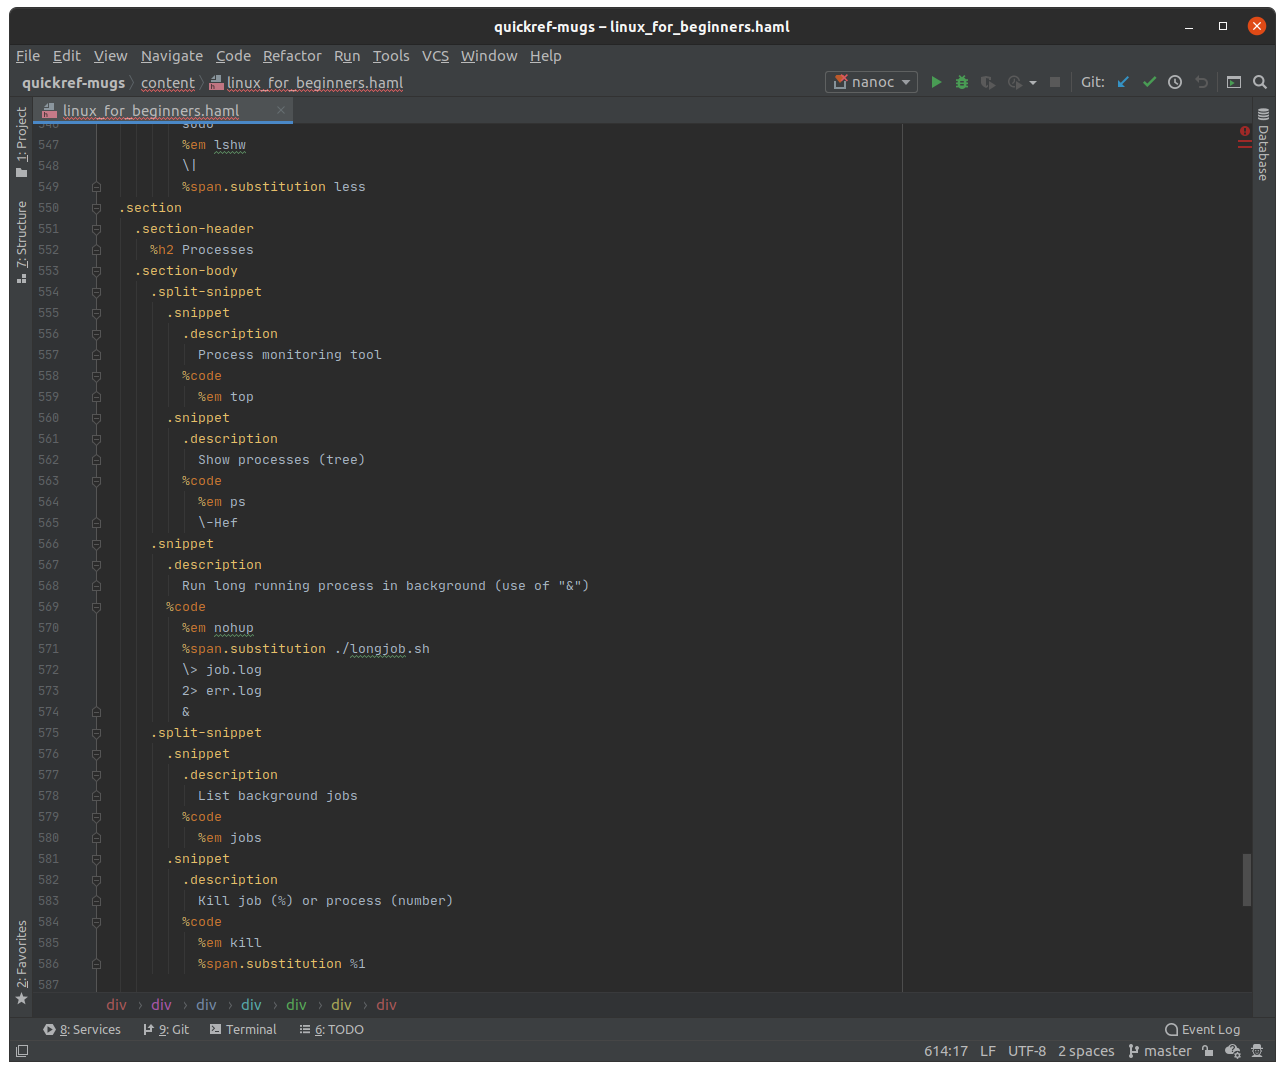 quickref-mugs – linux_for_beginners.haml
File Edit View Navigate Code Refactor Run Tools VCS Window Help
quickref-mugs content linux_for_beginners.haml nanoc Git:
linux_for_beginners.haml
1: Project
7: Structure
2: Favorites
Database
546 sudo
547 %em lshw
548 \|
549 %span.substitution less
550 .section
551 .section-header
552 %h2 Processes
553 .section-body
554 .split-snippet
555 .snippet
556 .description
557 Process monitoring tool
558 %code
559 %em top
560 .snippet
561 .description
562 Show processes (tree)
563 %code
564 %em ps
565 \-Hef
566 .snippet
567 .description
568 Run long running process in background (use of "&")
569 %code
570 %em nohup
571 %span.substitution ./longjob.sh
572 \> job.log
573 2> err.log
574 &
575 .split-snippet
576 .snippet
577 .description
578 List background jobs
579 %code
580 %em jobs
581 .snippet
582 .description
583 Kill job (%) or process (number)
584 %code
585 %em kill
586 %span.substitution %1
587
div › div › div › div › div › div › div
8: Services 9: Git Terminal 6: TODO Event Log
614:17 LF UTF-8 2 spaces master